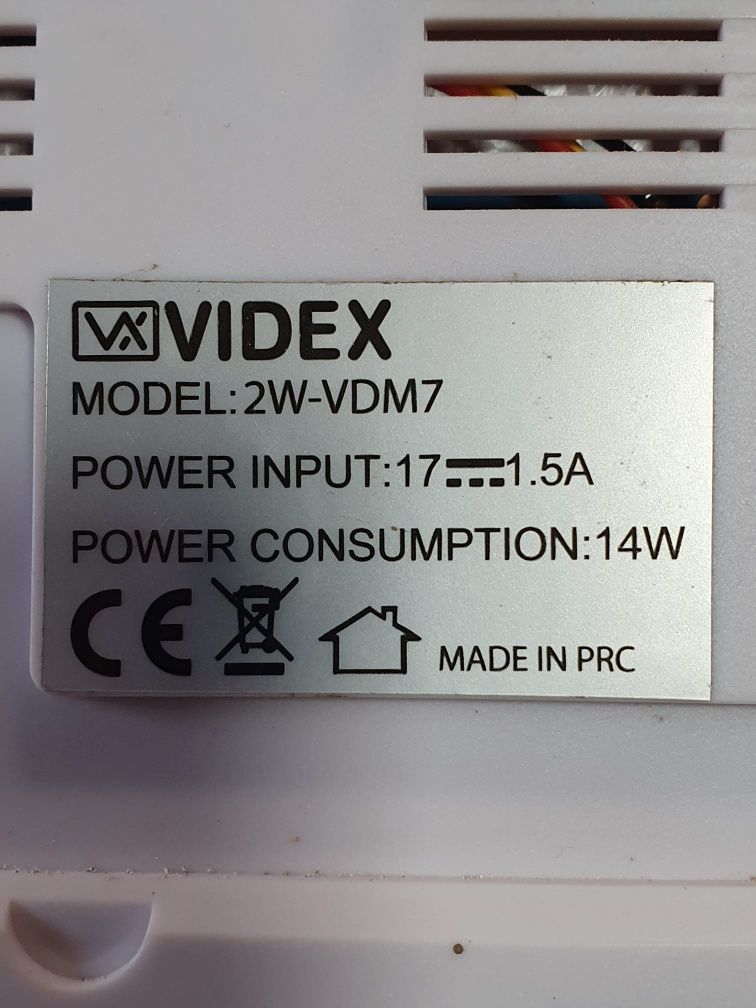 VIDEX
MODEL:2W-VDM7
POWER INPUT:17⎓1.5A
POWER CONSUMPTION:14W
CE
MADE IN PRC